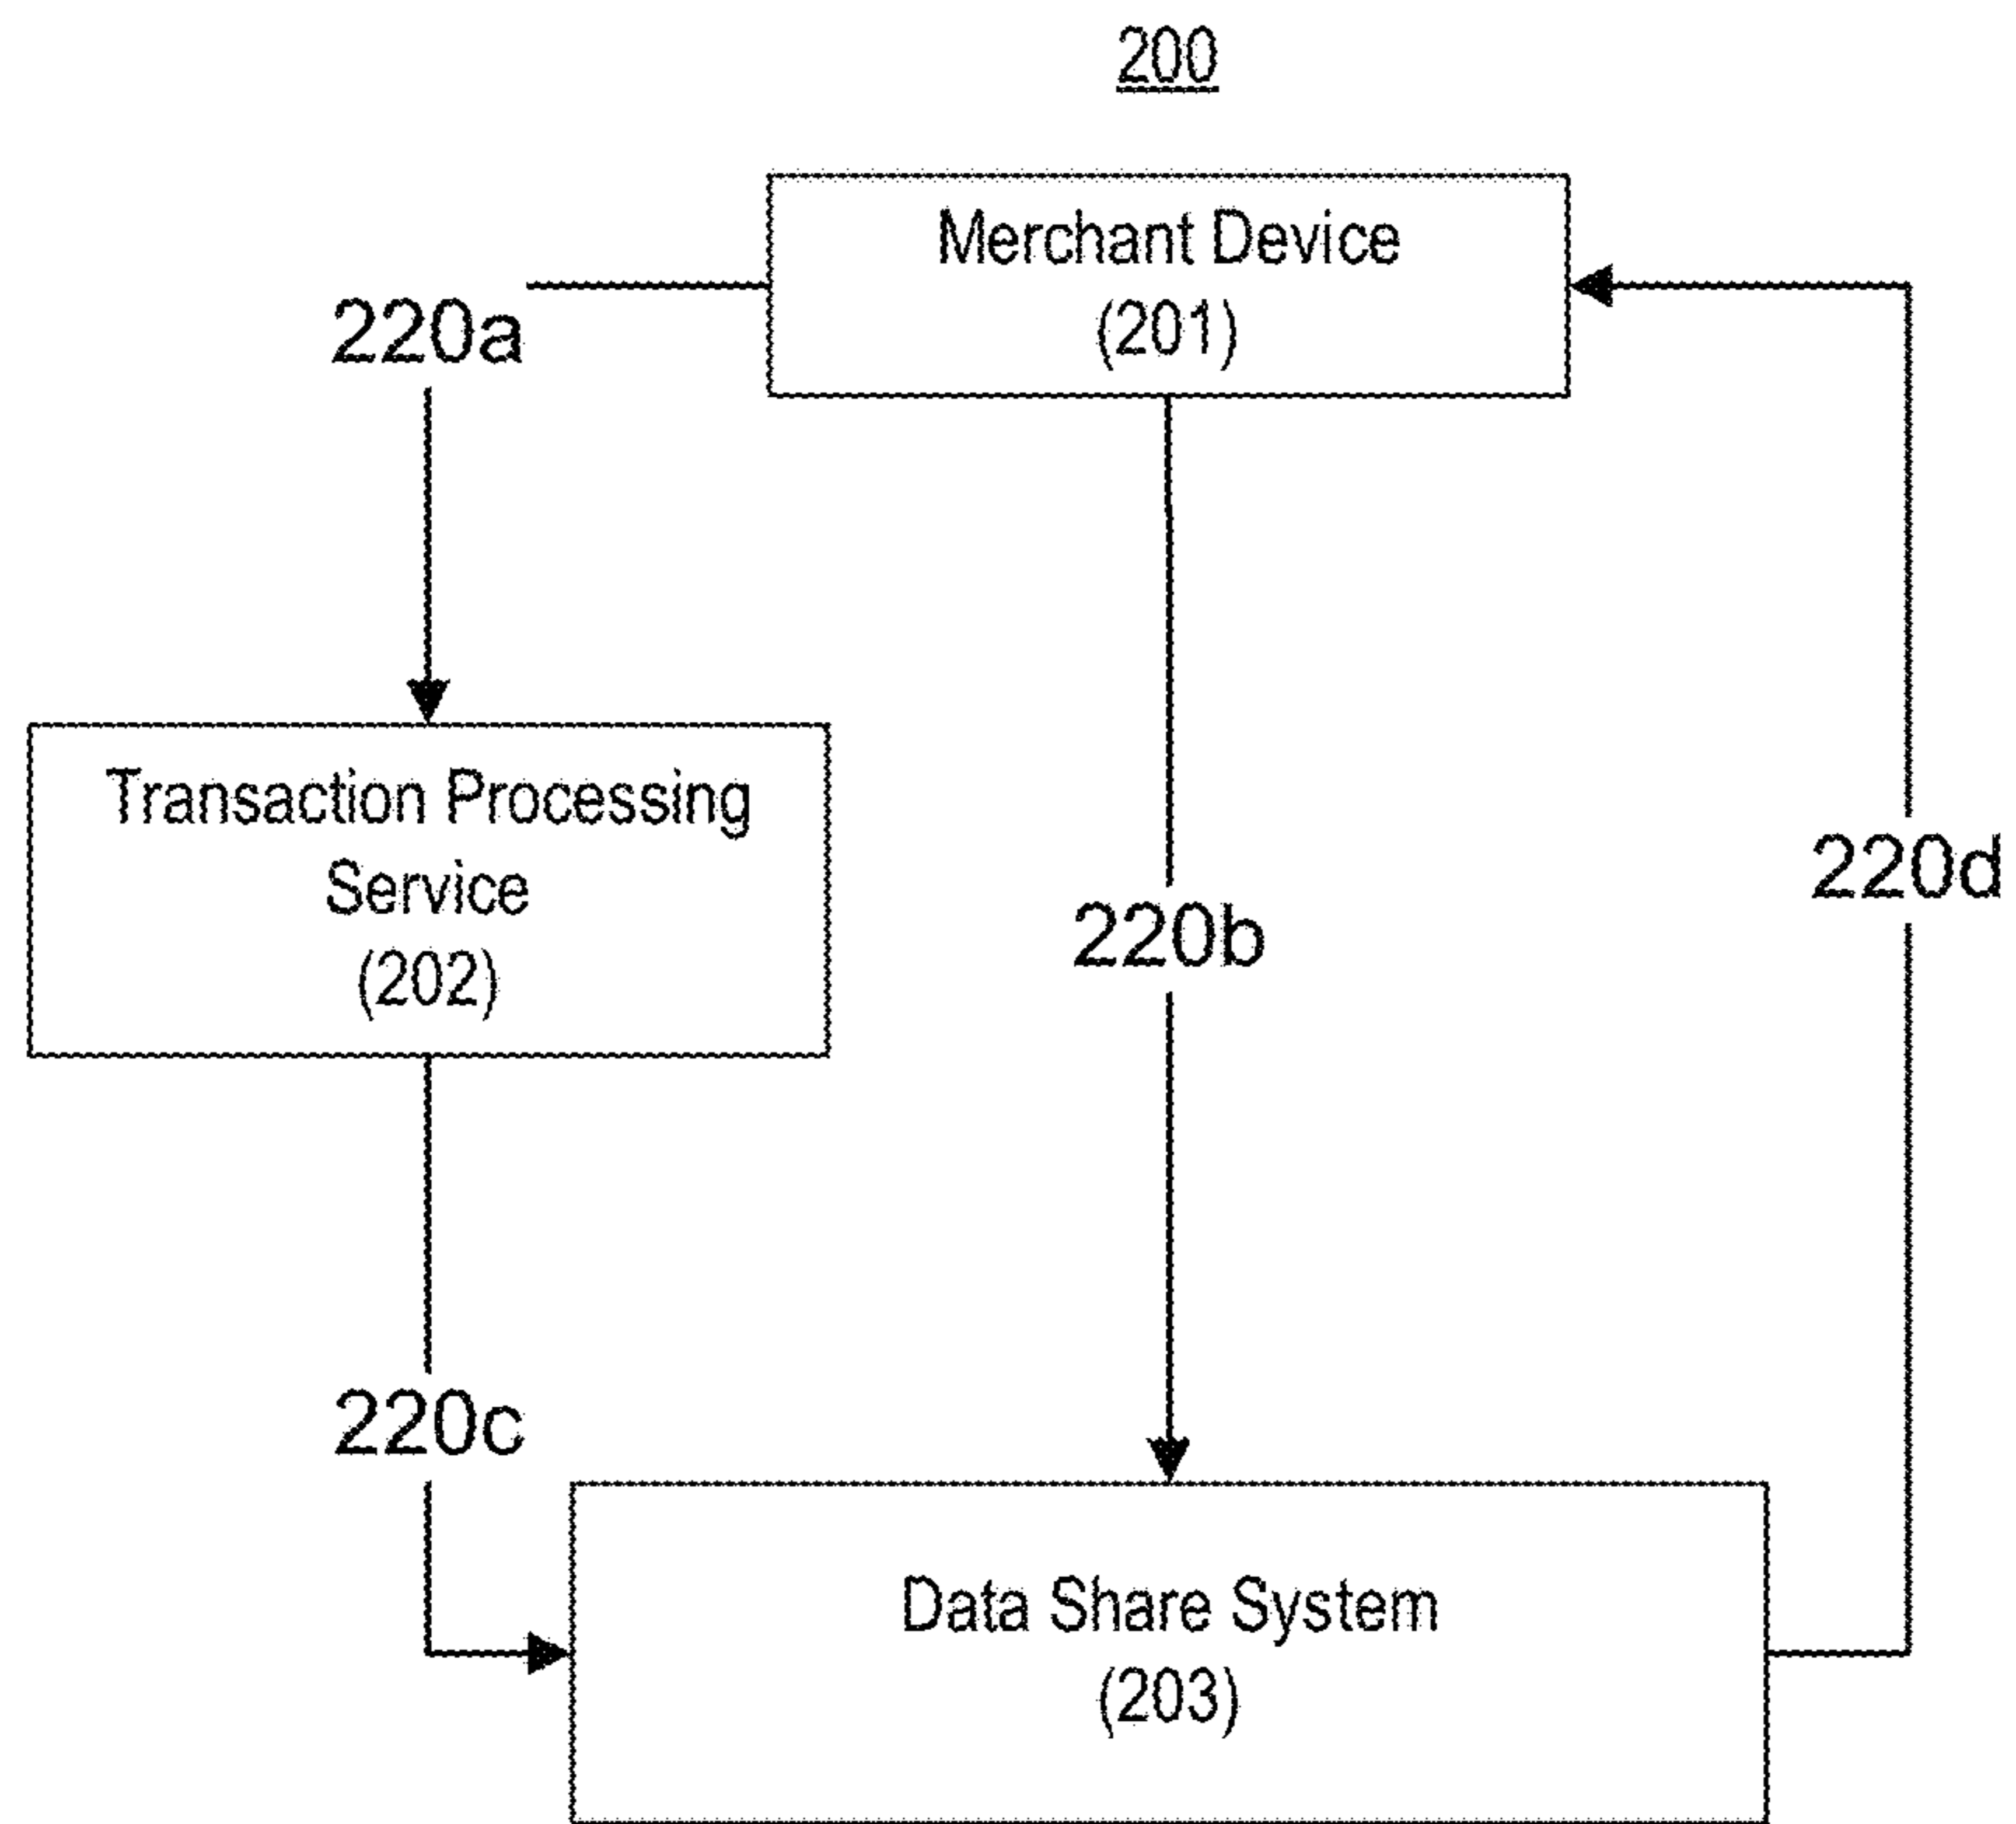 200
Merchant Device
(201)
220a
Transaction Processing
Service
(202)
220b
220d
220c
Data Share System
(203)